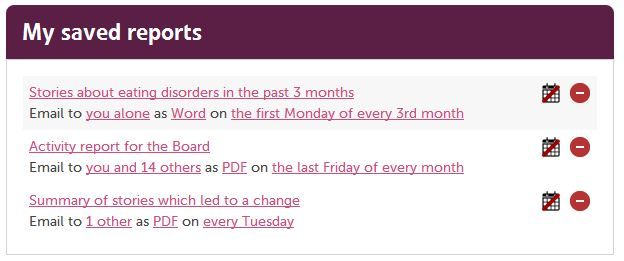 My saved reports
Stories about eating disorders in the past 3 months
Email to you alone as Word on the first Monday of every 3rd month
Activity report for the Board
Email to you and 14 others as PDF on the last Friday of every month
Summary of stories which led to a change
Email to 1 other as PDF on every Tuesday